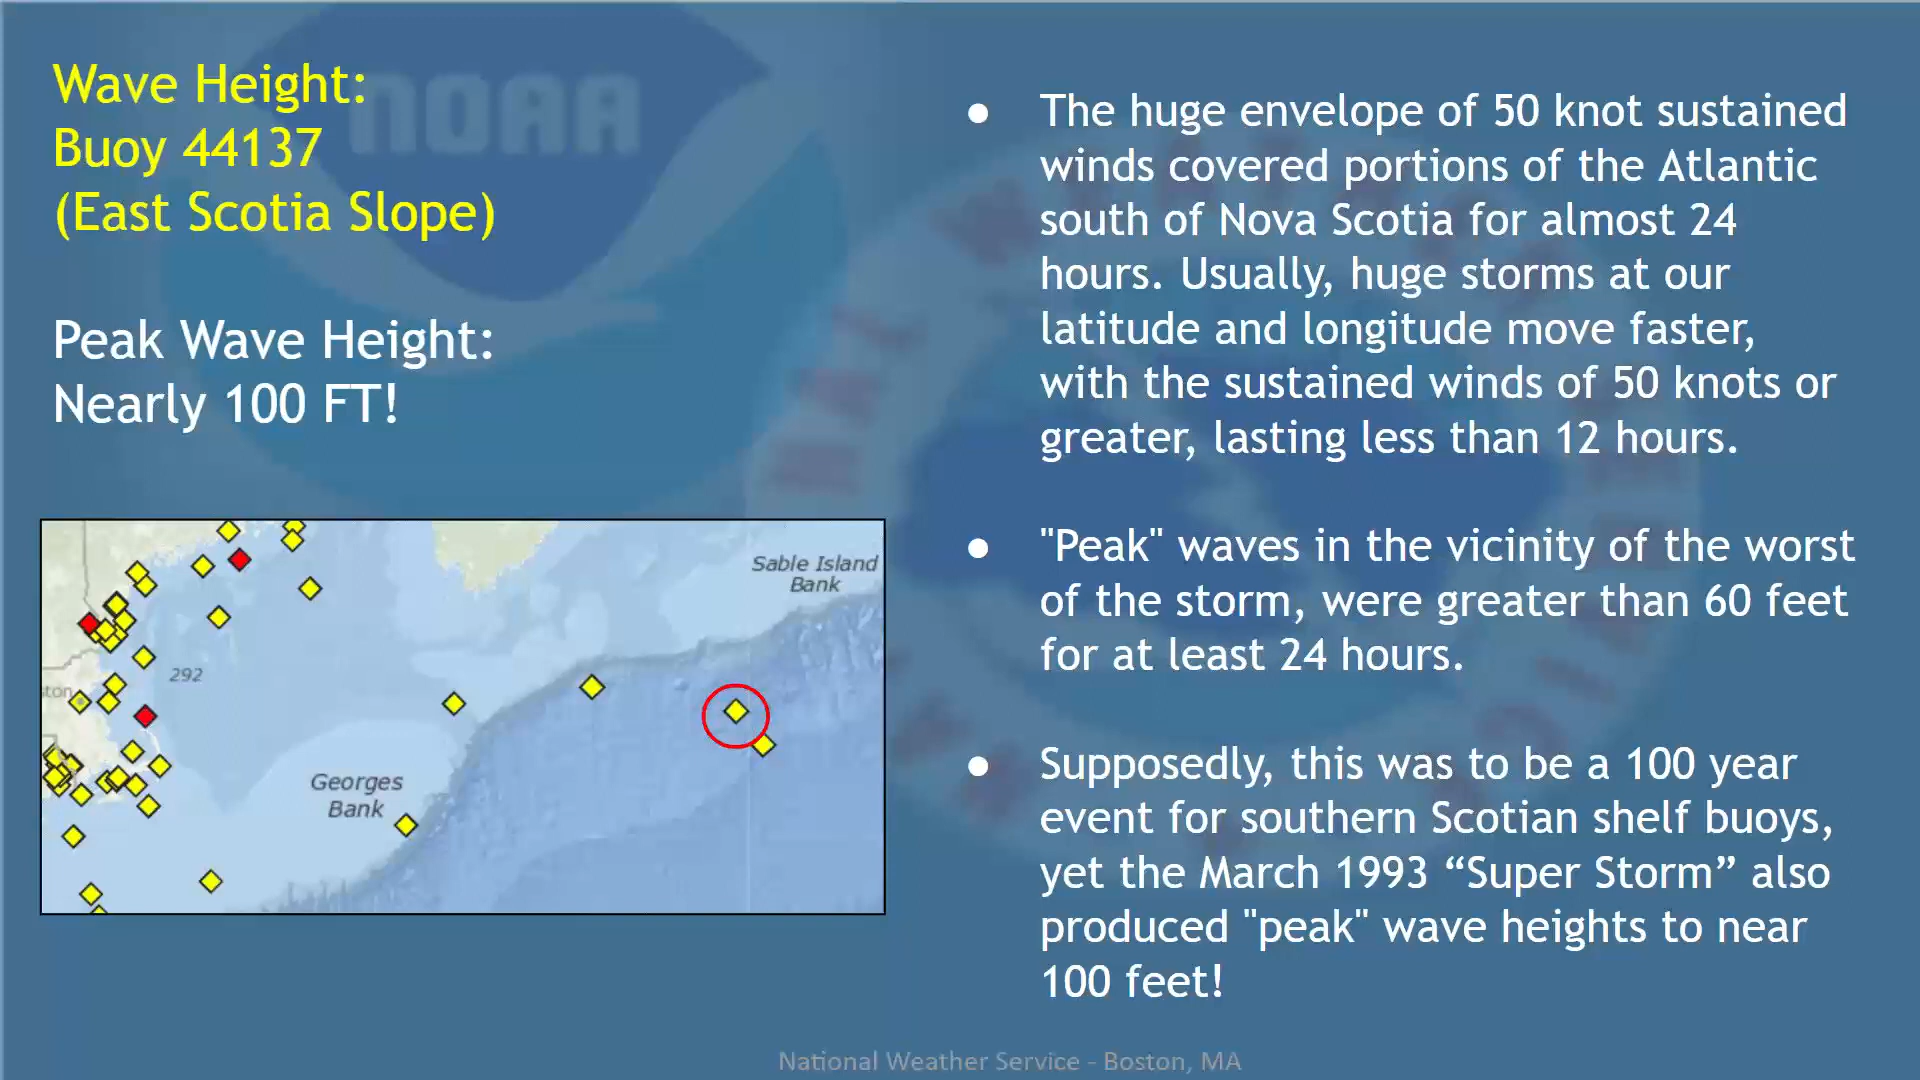 Wave Height:
Buoy 44137
(East Scotia Slope)
Peak Wave Height:
Nearly 100 FT!
NOAA
Sable Island
Bank
292
ston
Georges
Bank
● The huge envelope of 50 knot sustained
winds covered portions of the Atlantic
south of Nova Scotia for almost 24
hours. Usually, huge storms at our
latitude and longitude move faster,
with the sustained winds of 50 knots or
greater, lasting less than 12 hours.
● "Peak" waves in the vicinity of the worst
of the storm, were greater than 60 feet
for at least 24 hours.
● Supposedly, this was to be a 100 year
event for southern Scotian shelf buoys,
yet the March 1993 “Super Storm” also
produced "peak" wave heights to near
100 feet!
National Weather Service - Boston, MA